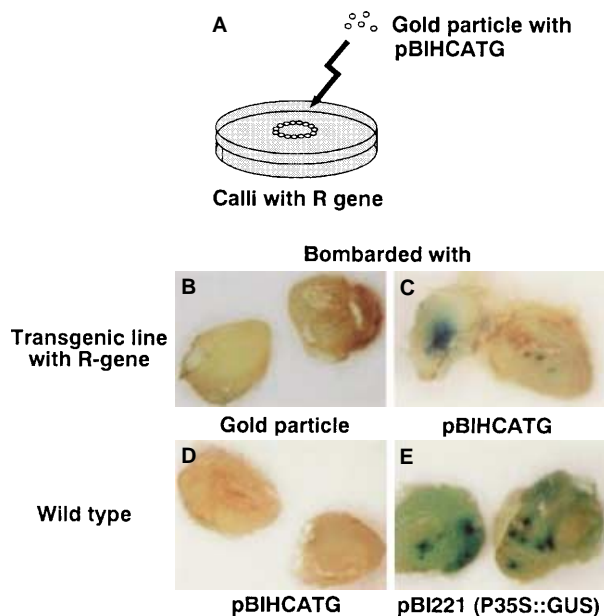 A
Gold particle with
pBIHCATG
Calli with R gene
Bombarded with
B
C
Transgenic line
with R-gene
Gold particle
pBIHCATG
D
E
Wild type
pBIHCATG
pBI221 (P35S::GUS)